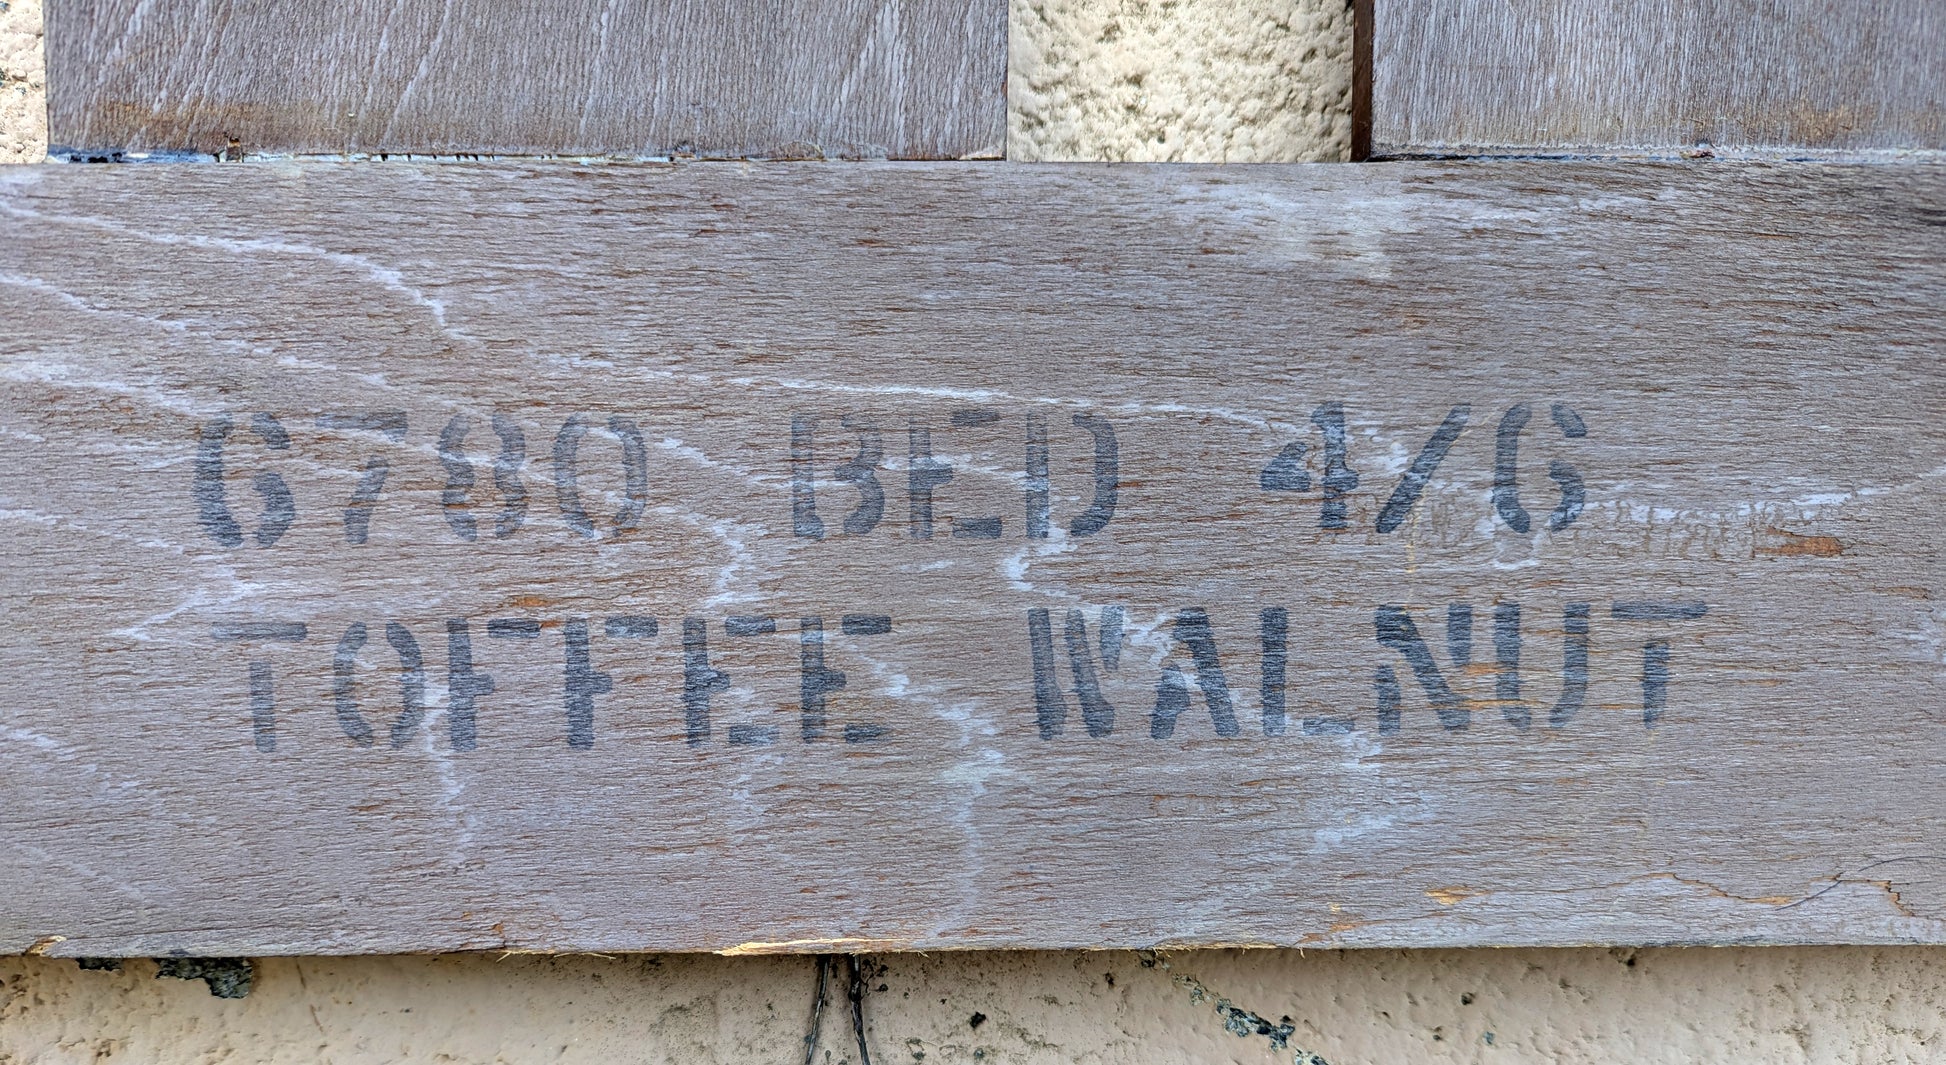 6780 BED 4/6
TOFFEE WALNUT